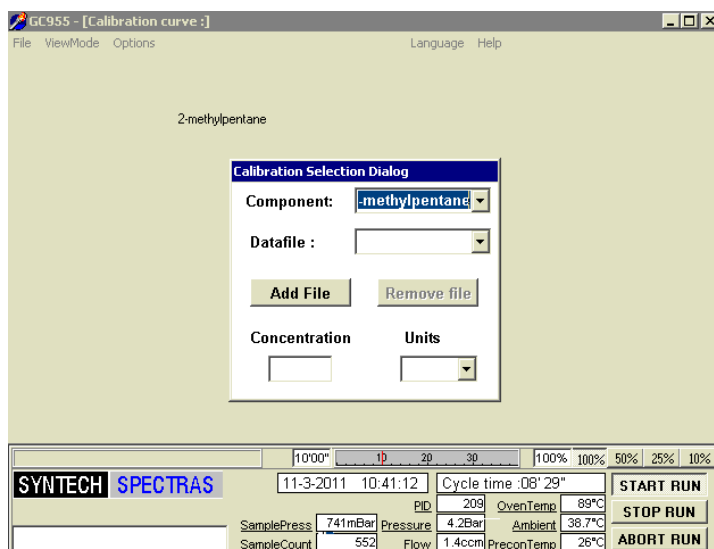 GC955 - [Calibration curve :]
File ViewMode Options Language Help
2-methylpentane
Calibration Selection Dialog
Component: -methylpentane
Datafile :
Add File Remove file
Concentration Units
10'00" 10 20 30 100% 100% 50% 25% 10%
SYNTECH SPECTRAS 11-3-2011 10:41:12 Cycle time :08' 29" START RUN
PID 209 OvenTemp 89°C STOP RUN
SamplePress 741mBar Pressure 4.2Bar Ambient 38.7°C
SampleCount 552 Flow 1.4ccm PreconTemp 26°C ABORT RUN